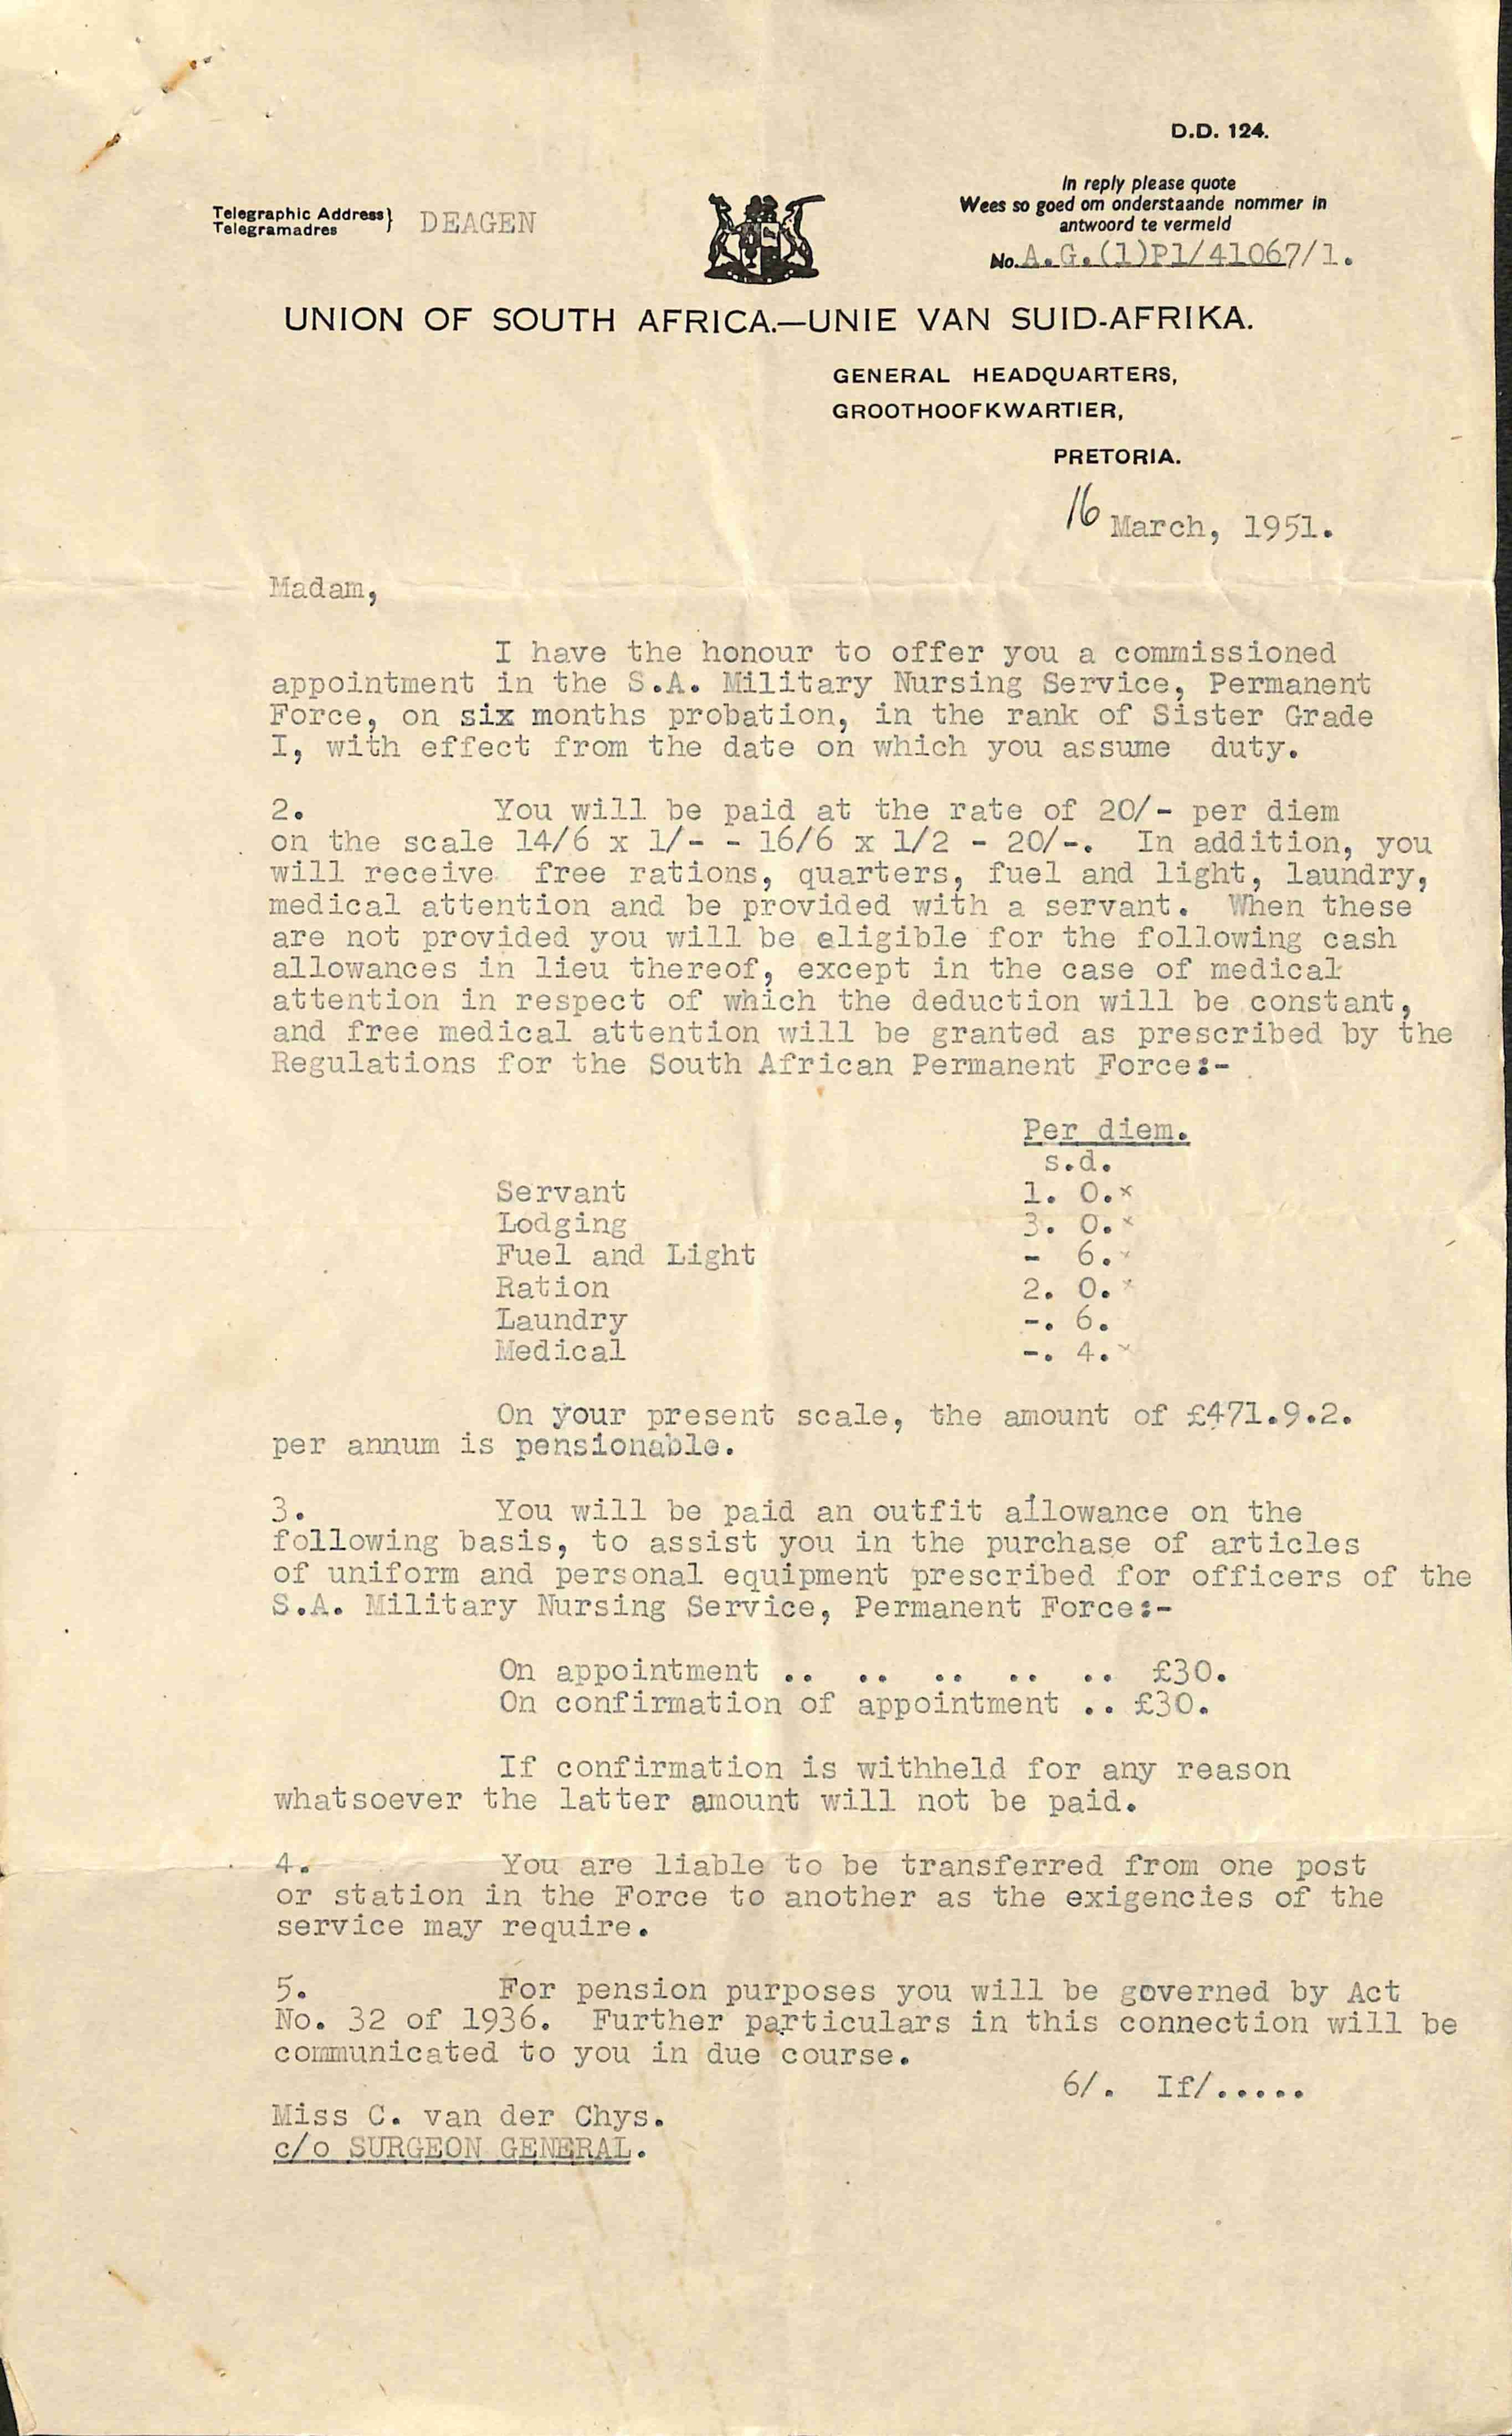 D.D. 124.
In reply please quote
Wees so goed om onderstaande nommer in
antwoord te vermeld
No. A.G.(1)P1/41067/1.
Telegraphic Address}
Telegramadres
DEAGEN
UNION OF SOUTH AFRICA.—UNIE VAN SUID-AFRIKA.
GENERAL HEADQUARTERS,
GROOTHOOFKWARTIER,
PRETORIA.
16 March, 1951.
Madam,
I have the honour to offer you a commissioned
appointment in the S.A. Military Nursing Service, Permanent
Force, on six months probation, in the rank of Sister Grade
I, with effect from the date on which you assume duty.
2. You will be paid at the rate of 20/- per diem
on the scale 14/6 x 1/- - 16/6 x 1/2 - 20/-. In addition, you
will receive free rations, quarters, fuel and light, laundry,
medical attention and be provided with a servant. When these
are not provided you will be eligible for the following cash
allowances in lieu thereof, except in the case of medical
attention in respect of which the deduction will be constant,
and free medical attention will be granted as prescribed by the
Regulations for the South African Permanent Force:-
Per diem.
s.d.
Servant 1. 0.x
Lodging 3. 0.x
Fuel and Light - 6.x
Ration 2. 0.x
Laundry -. 6.
Medical -. 4.x
On your present scale, the amount of £471.9.2.
per annum is pensionable.
3. You will be paid an outfit allowance on the
following basis, to assist you in the purchase of articles
of uniform and personal equipment prescribed for officers of the
S.A. Military Nursing Service, Permanent Force:-
On appointment .. .. .. .. .. £30.
On confirmation of appointment .. £30.
If confirmation is withheld for any reason
whatsoever the latter amount will not be paid.
4. You are liable to be transferred from one post
or station in the Force to another as the exigencies of the
service may require.
5. For pension purposes you will be governed by Act
No. 32 of 1936. Further particulars in this connection will be
communicated to you in due course.
6/. If/.....
Miss C. van der Chys.
c/o SURGEON GENERAL.